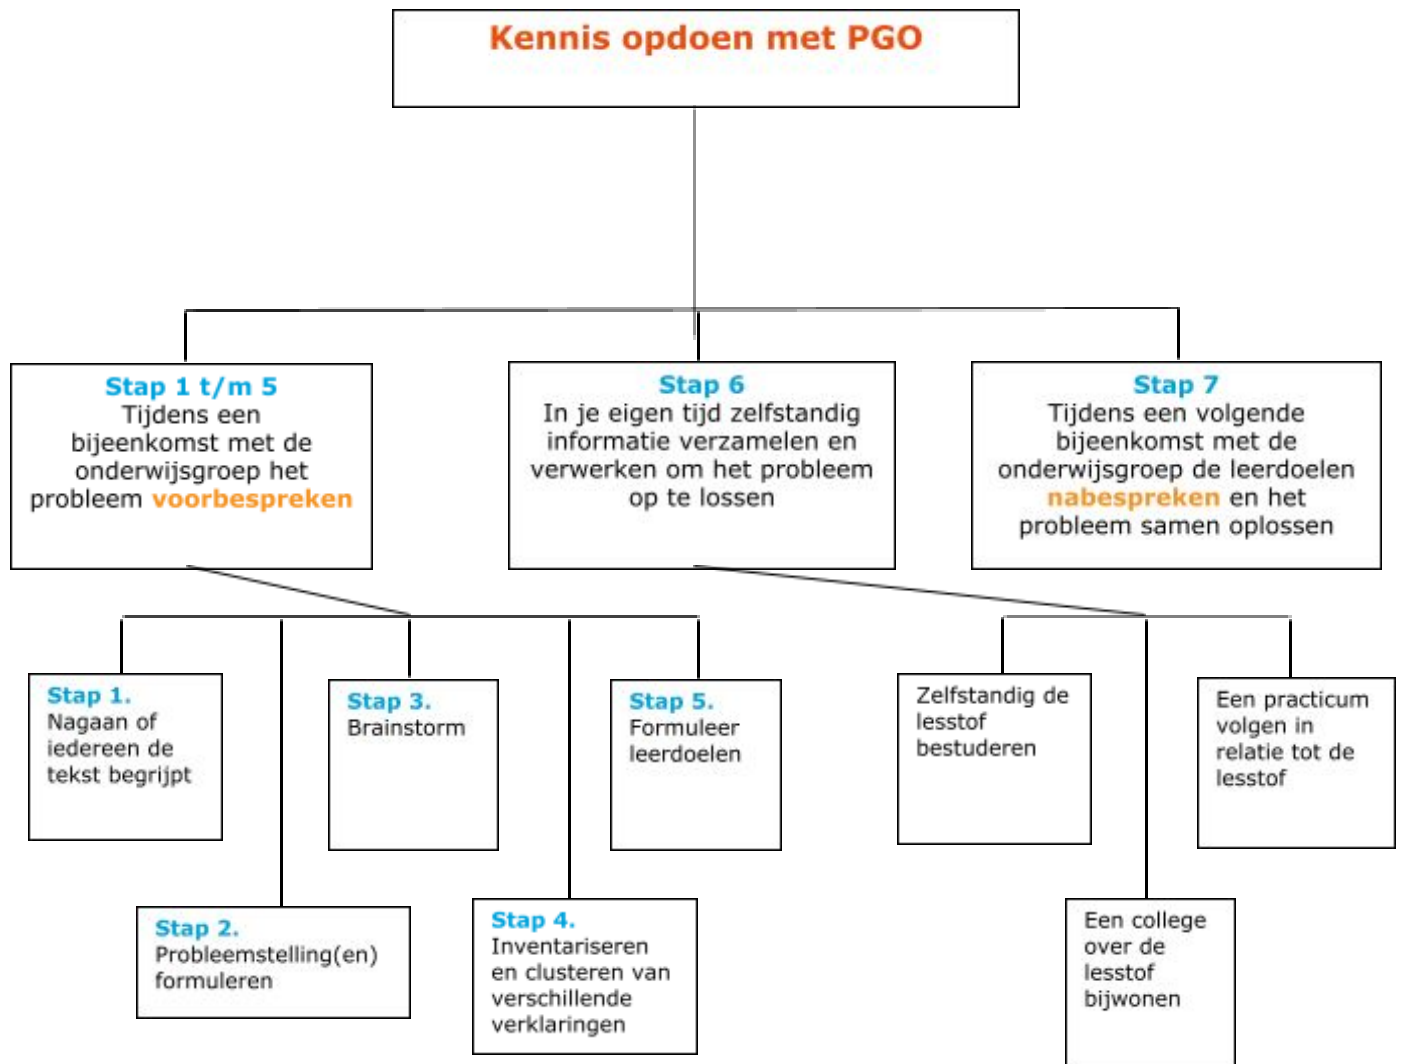 Kennis opdoen met PGO
Stap 1 t/m 5
Tijdens een
bijeenkomst met de
onderwijsgroep het
probleem voorbespreken
Stap 6
In je eigen tijd zelfstandig
informatie verzamelen en
verwerken om het probleem
op te lossen
Stap 7
Tijdens een volgende
bijeenkomst met de
onderwijsgroep de leerdoelen
nabespreken en het
probleem samen oplossen
Stap 1.
Nagaan of
iedereen de
tekst begrijpt
Stap 2.
Probleemstelling(en)
formuleren
Stap 3.
Brainstorm
Stap 4.
Inventariseren
en clusteren van
verschillende
verklaringen
Stap 5.
Formuleer
leerdoelen
Zelfstandig de
lesstof
bestuderen
Een college
over de
lesstof
bijwonen
Een practicum
volgen in
relatie tot de
lesstof